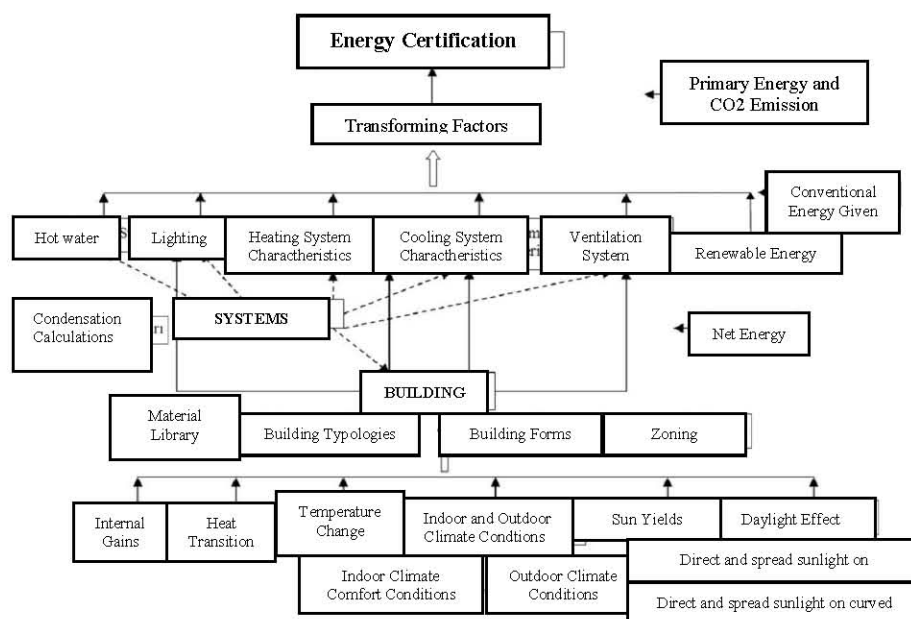 Energy Certification
Primary Energy and
CO2 Emission
Transforming Factors
Conventional
Energy Given
Hot water
Lighting
Heating System
Characteristics
Cooling System
Characteristics
Ventilation
System
Renewable Energy
Condensation
Calculations
SYSTEMS
Net Energy
BUILDING
Material
Library
Building Typologies
Building Forms
Zoning
Internal
Gains
Heat
Transition
Temperature
Change
Indoor and Outdoor
Climate Condtions
Sun Yields
Daylight Effect
Indoor Climate
Comfort Conditions
Outdoor Climate
Conditions
Direct and spread sunlight on
Direct and spread sunlight on curved